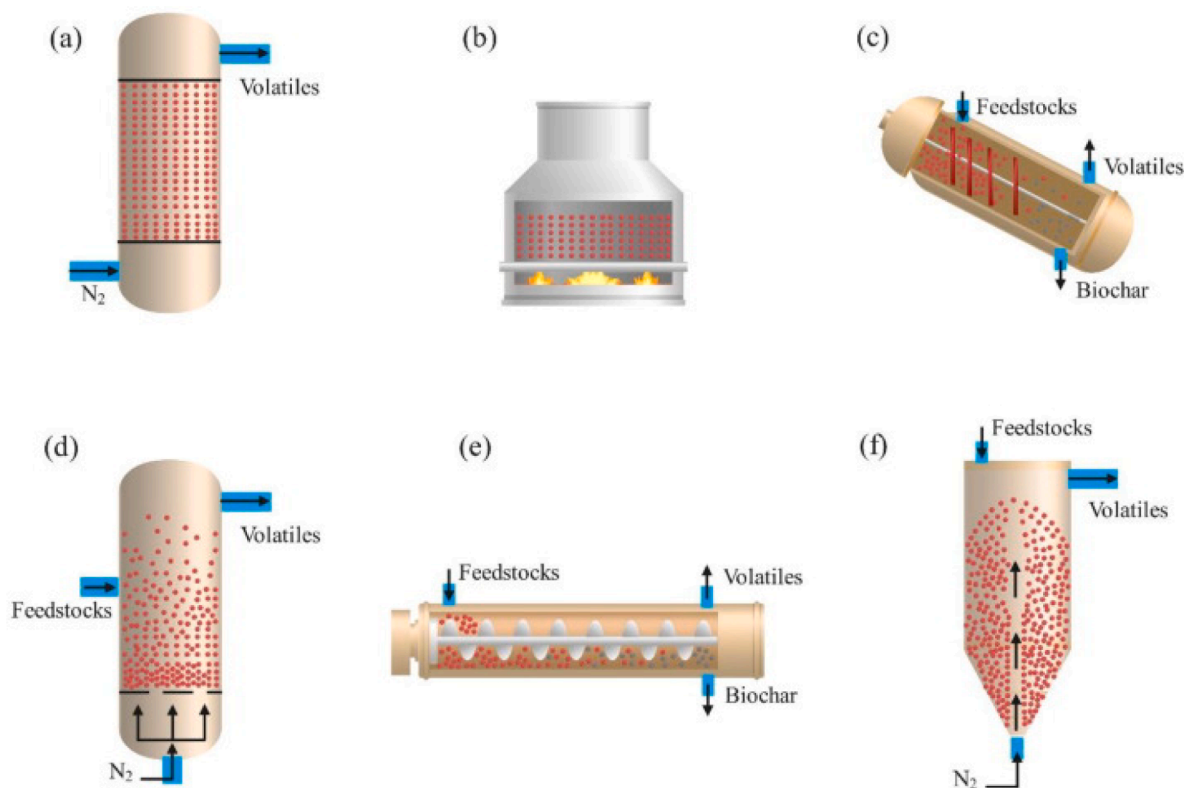 (a)
Volatiles
N₂
(b)
(c)
Feedstocks
Volatiles
Biochar
(d)
Volatiles
Feedstocks
N₂
(e)
Feedstocks
Volatiles
Biochar
(f)
Feedstocks
Volatiles
N₂